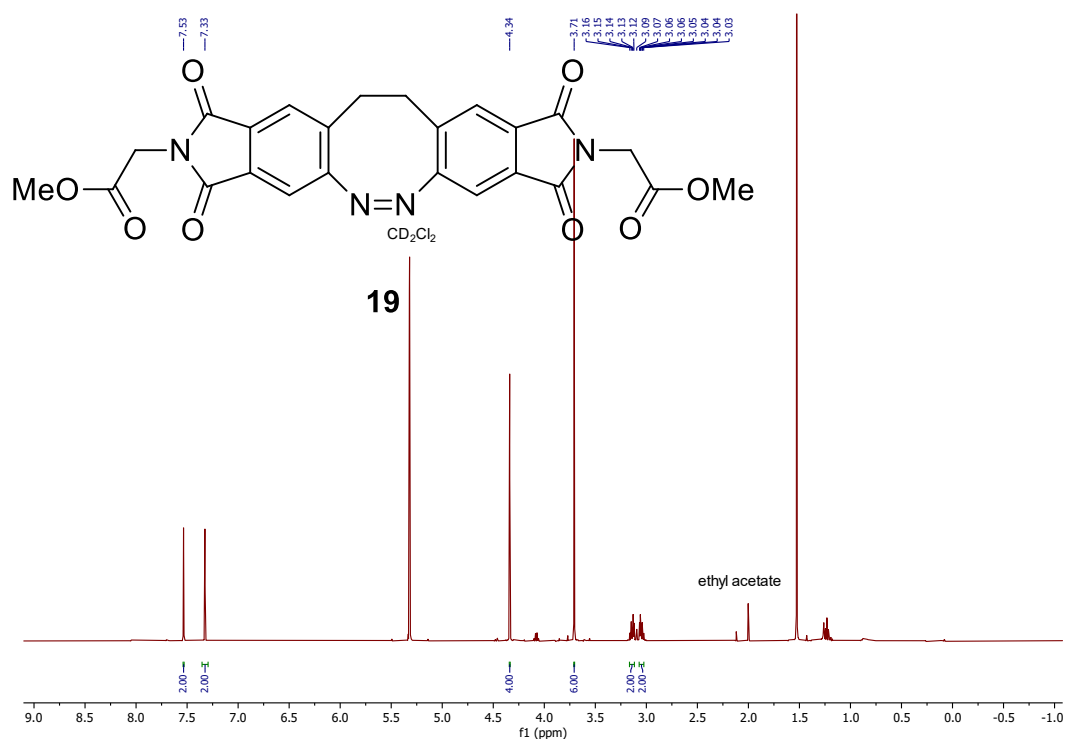 7.53
7.33
4.34
3.71
3.16
3.15
3.14
3.13
3.12
3.09
3.07
3.06
3.06
3.05
3.04
3.04
3.03
O
O
N
N
MeO
OMe
O
O
O
O
N=N
CD2Cl2
19
ethyl acetate
2.00
2.00
4.00
6.00
2.00
2.00
9.0 8.5 8.0 7.5 7.0 6.5 6.0 5.5 5.0 4.5 4.0 3.5 3.0 2.5 2.0 1.5 1.0 0.5 0.0 -0.5 -1.0
f1 (ppm)